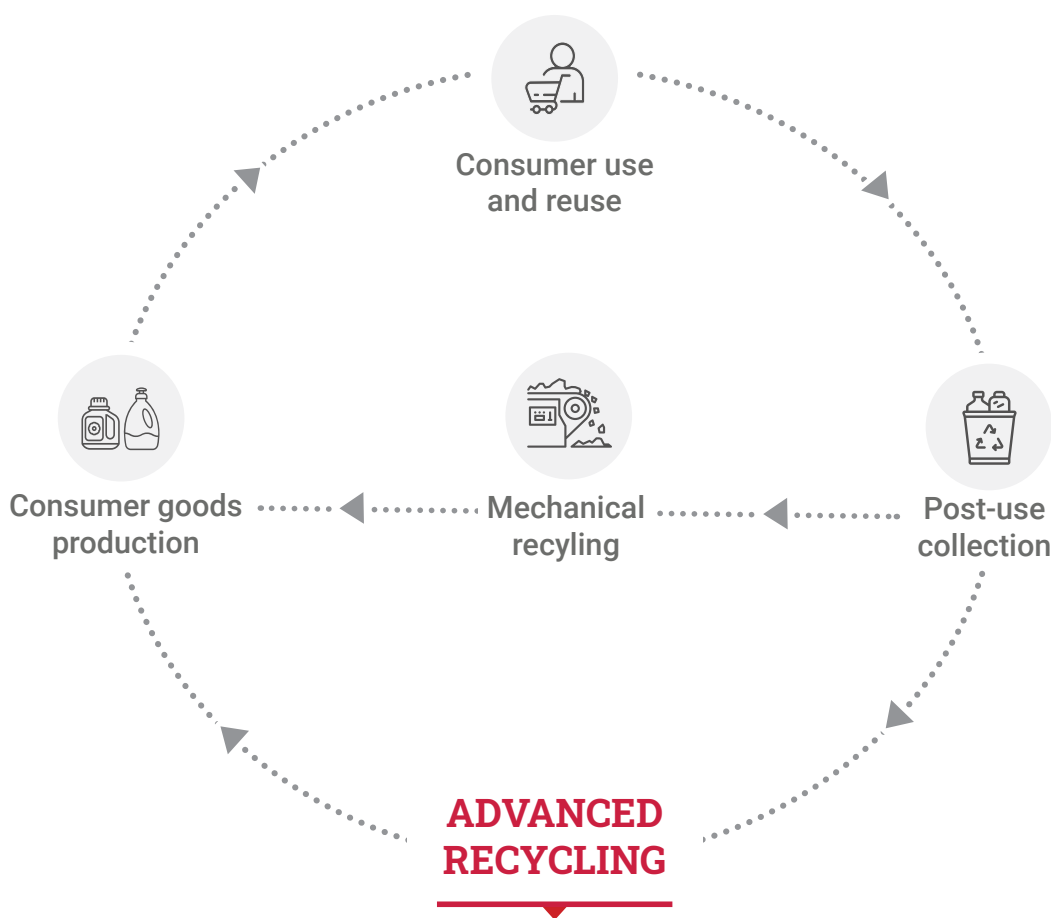 Consumer use
and reuse
Consumer goods
production
Mechanical
recyling
Post-use
collection
ADVANCED
RECYCLING